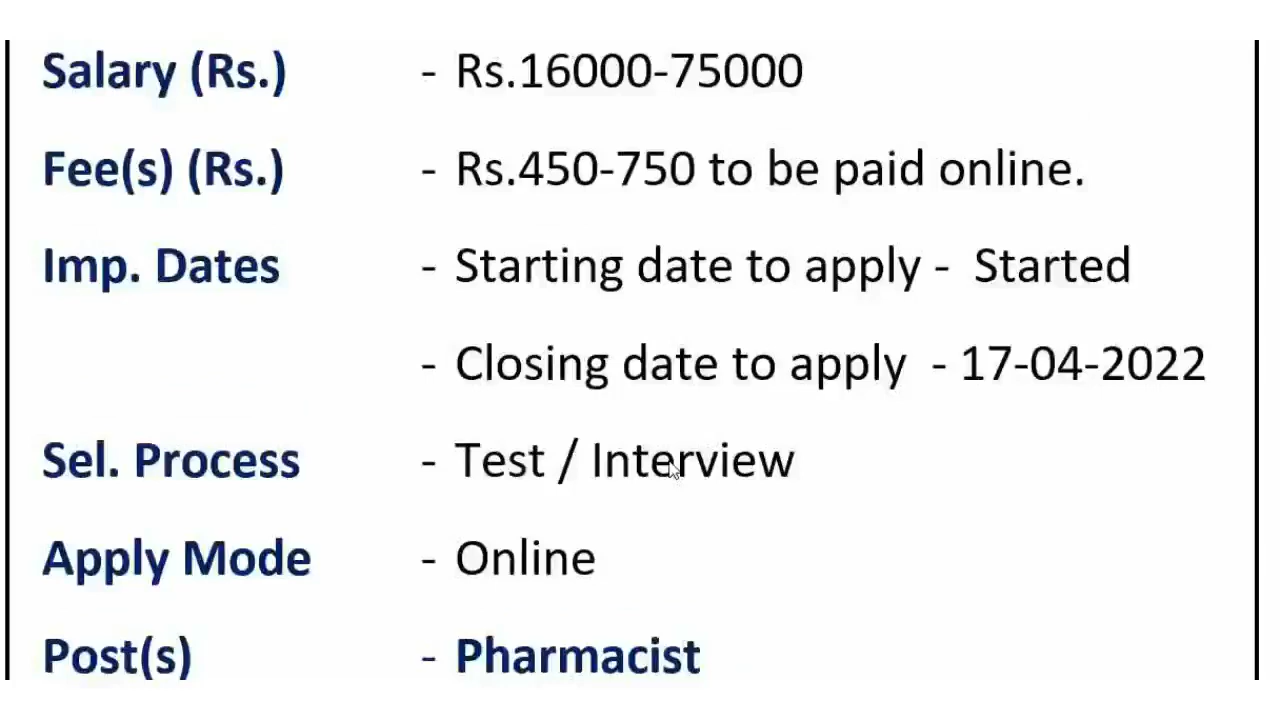 Salary (Rs.) - Rs.16000-75000
Fee(s) (Rs.) - Rs.450-750 to be paid online.
Imp. Dates - Starting date to apply - Started
- Closing date to apply - 17-04-2022
Sel. Process - Test / Interview
Apply Mode - Online
Post(s) - Pharmacist